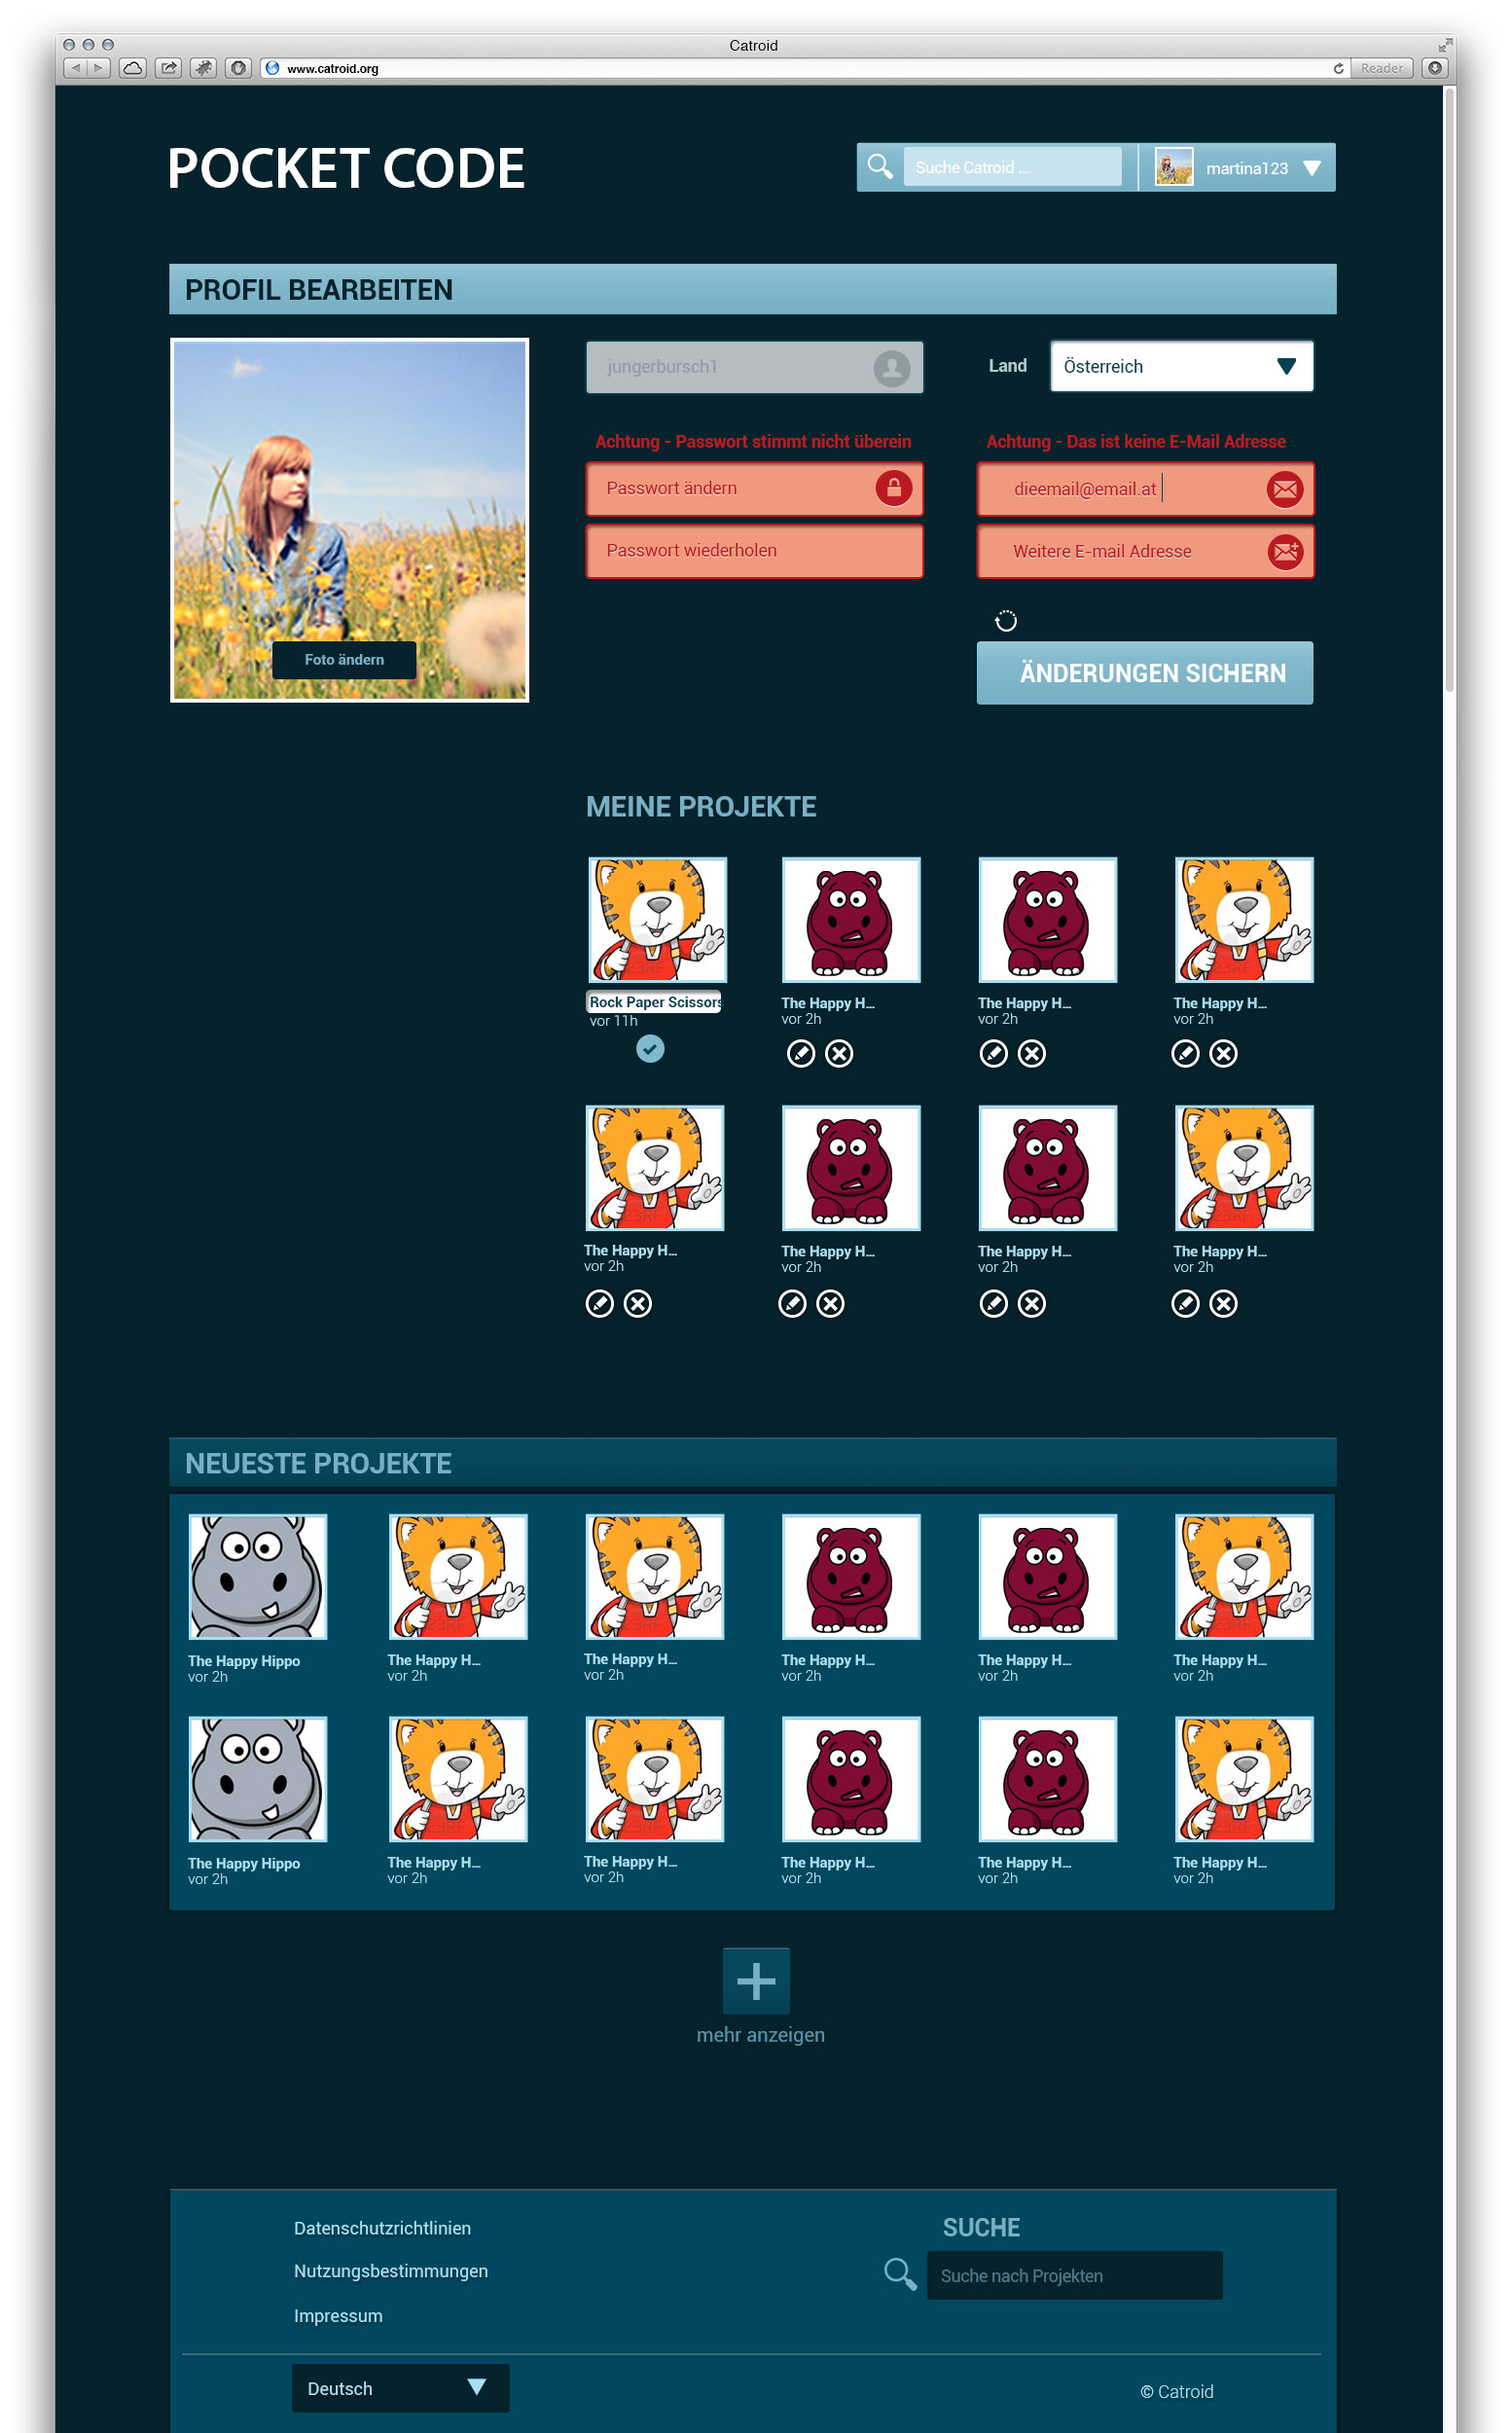 Catroid
www.catroid.org
Reader
POCKET CODE
Suche Catroid ...
martina123
PROFIL BEARBEITEN
jungerbursch1
Land
Österreich
Achtung - Passwort stimmt nicht überein
Achtung - Das ist keine E-Mail Adresse
Passwort ändern
dieemail@email.at
Passwort wiederholen
Weitere E-mail Adresse
Foto ändern
ÄNDERUNGEN SICHERN
MEINE PROJEKTE
Rock Paper Scissors
vor 11h
The Happy H...
vor 2h
The Happy H...
vor 2h
The Happy H...
vor 2h
The Happy H...
vor 2h
The Happy H...
vor 2h
The Happy H...
vor 2h
The Happy H...
vor 2h
NEUESTE PROJEKTE
The Happy Hippo
vor 2h
The Happy H...
vor 2h
The Happy H...
vor 2h
The Happy H...
vor 2h
The Happy H...
vor 2h
The Happy H...
vor 2h
The Happy Hippo
vor 2h
The Happy H...
vor 2h
The Happy H...
vor 2h
The Happy H...
vor 2h
The Happy H...
vor 2h
The Happy H...
vor 2h
mehr anzeigen
Datenschutzrichtlinien
Nutzungsbestimmungen
Impressum
SUCHE
Suche nach Projekten
Deutsch
© Catroid